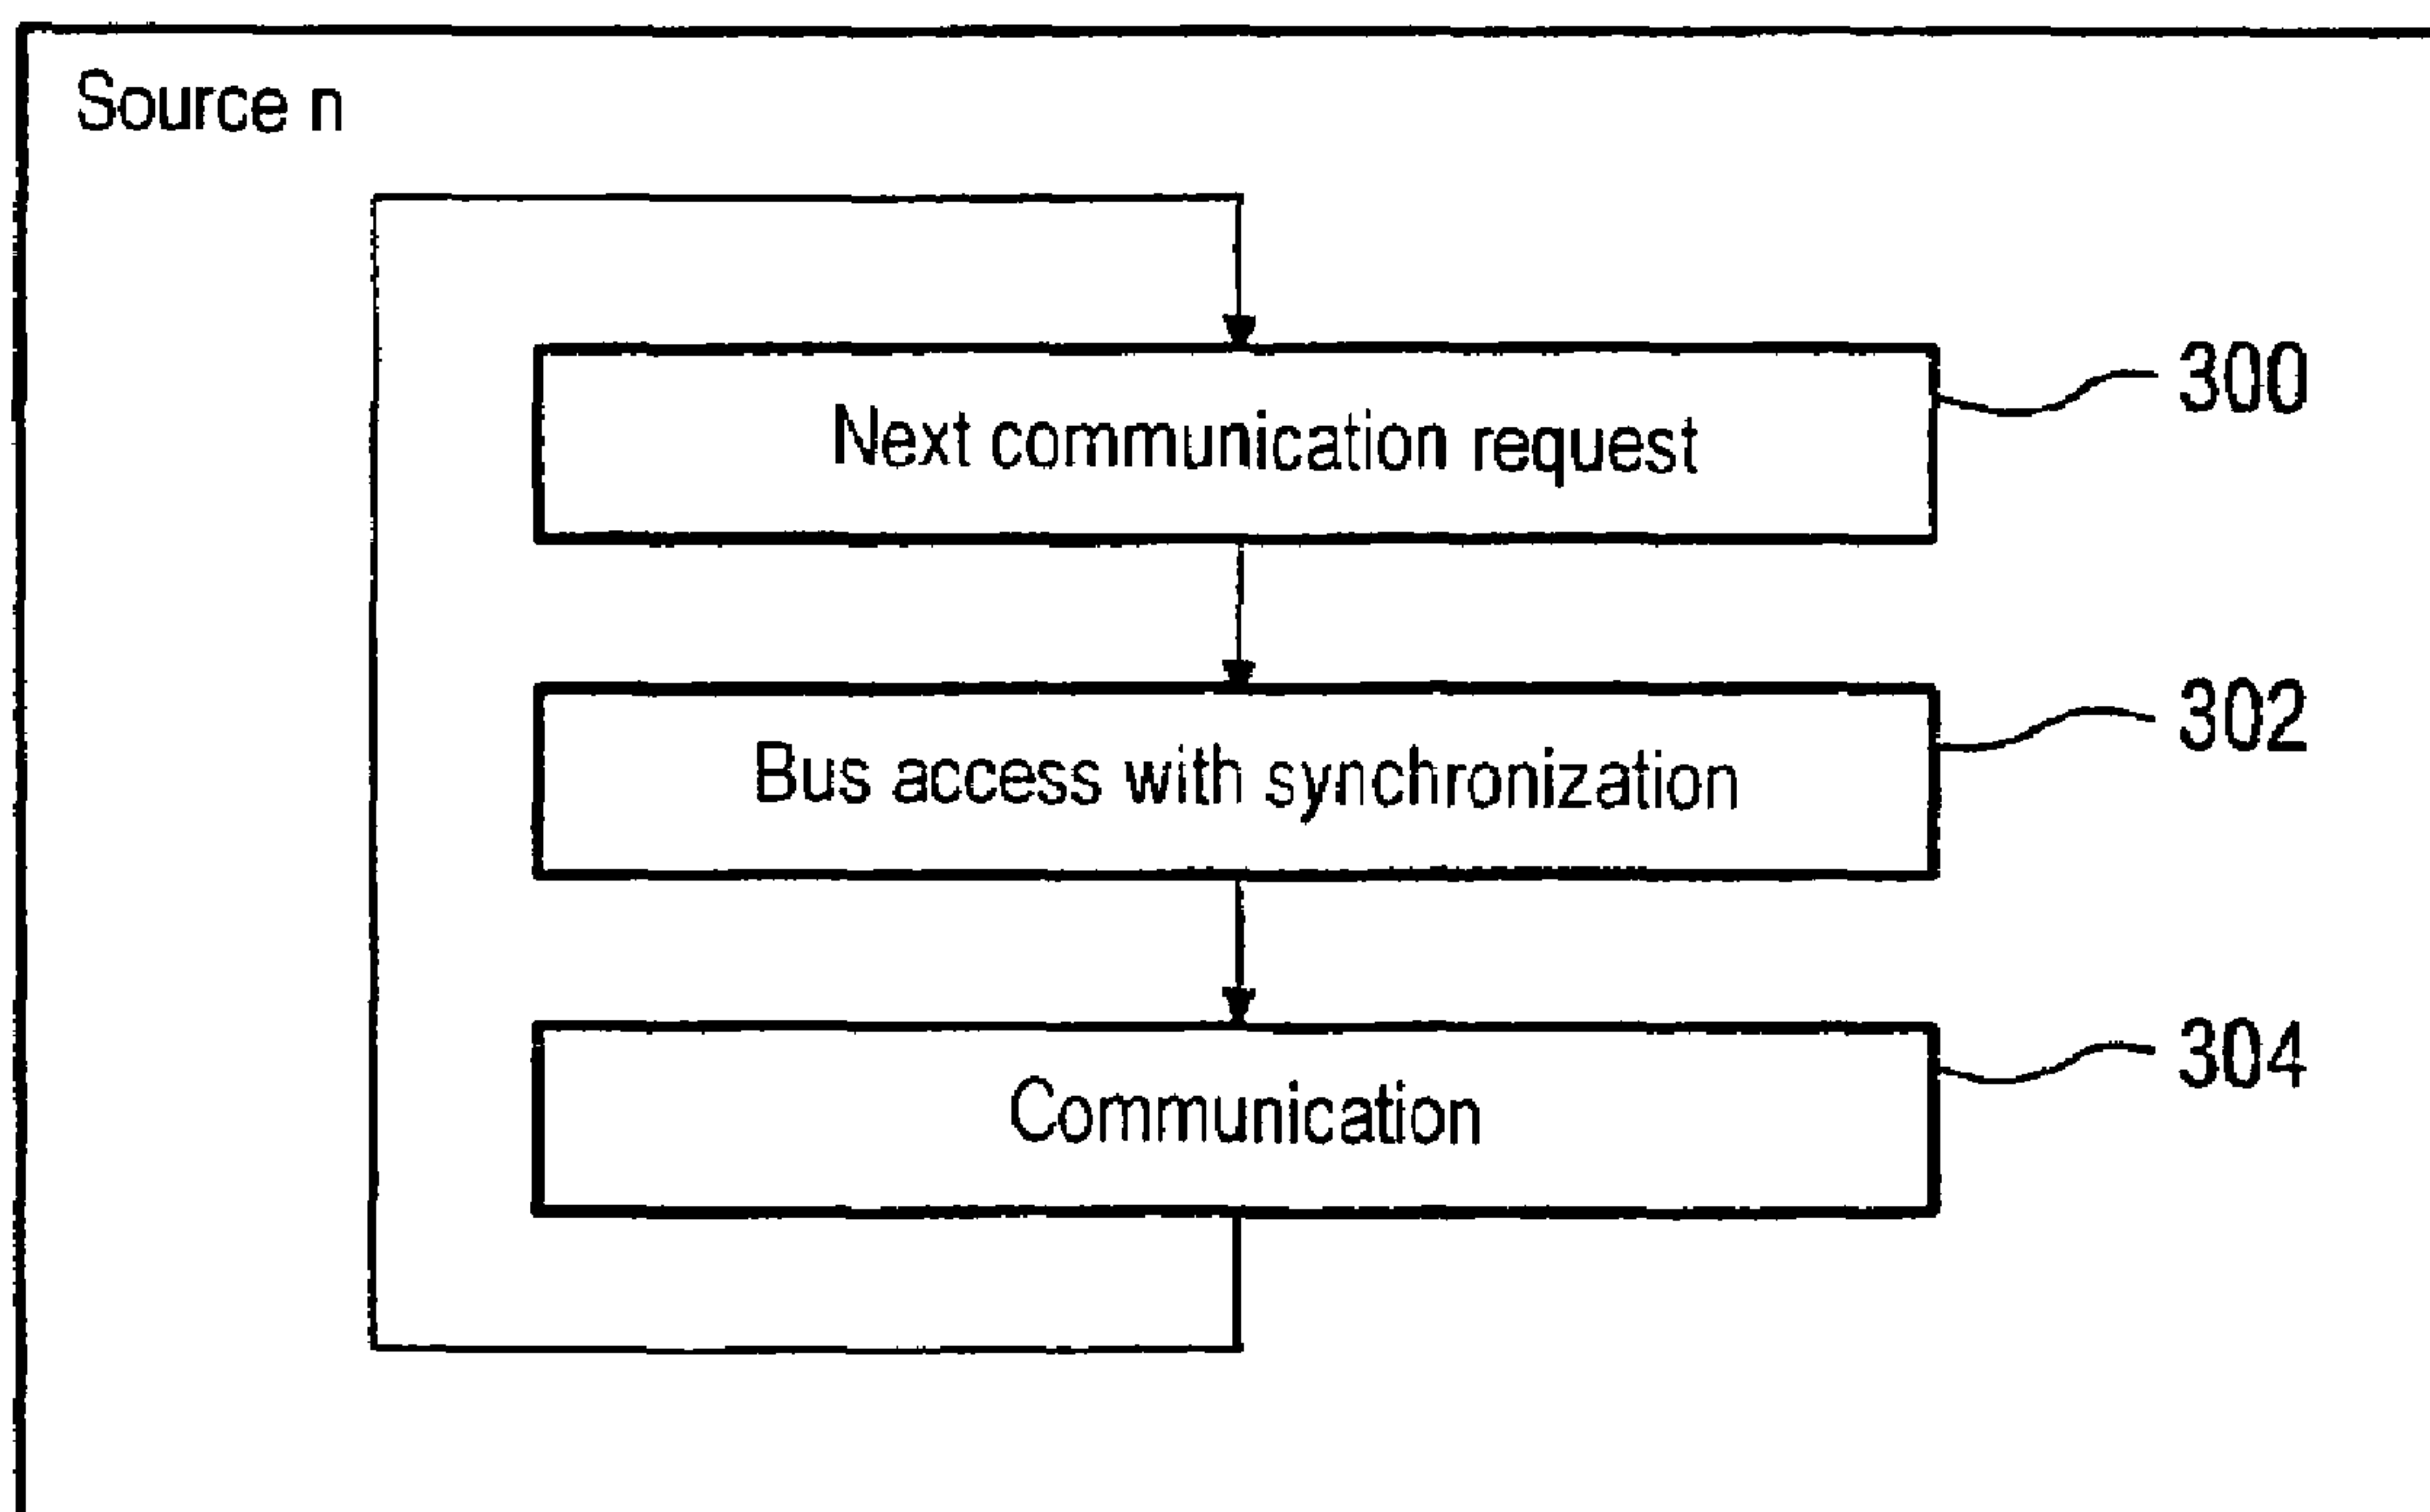 Source n
Next communication request
300
Bus access with synchronization
302
Communication
304